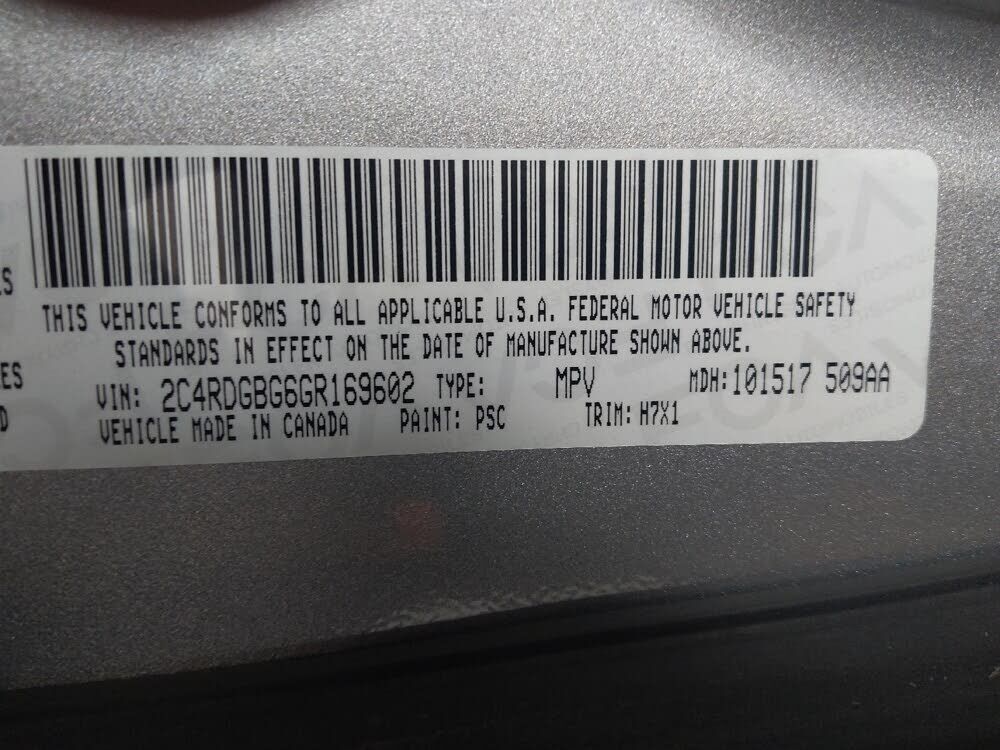 THIS VEHICLE CONFORMS TO ALL APPLICABLE U.S.A. FEDERAL MOTOR VEHICLE SAFETY
STANDARDS IN EFFECT ON THE DATE OF MANUFACTURE SHOWN ABOVE.
VIN: 2C4RDGBG6GR169602 TYPE: MPV MDH: 101517 509AA
VEHICLE MADE IN CANADA PAINT: PSC TRIM: H7X1